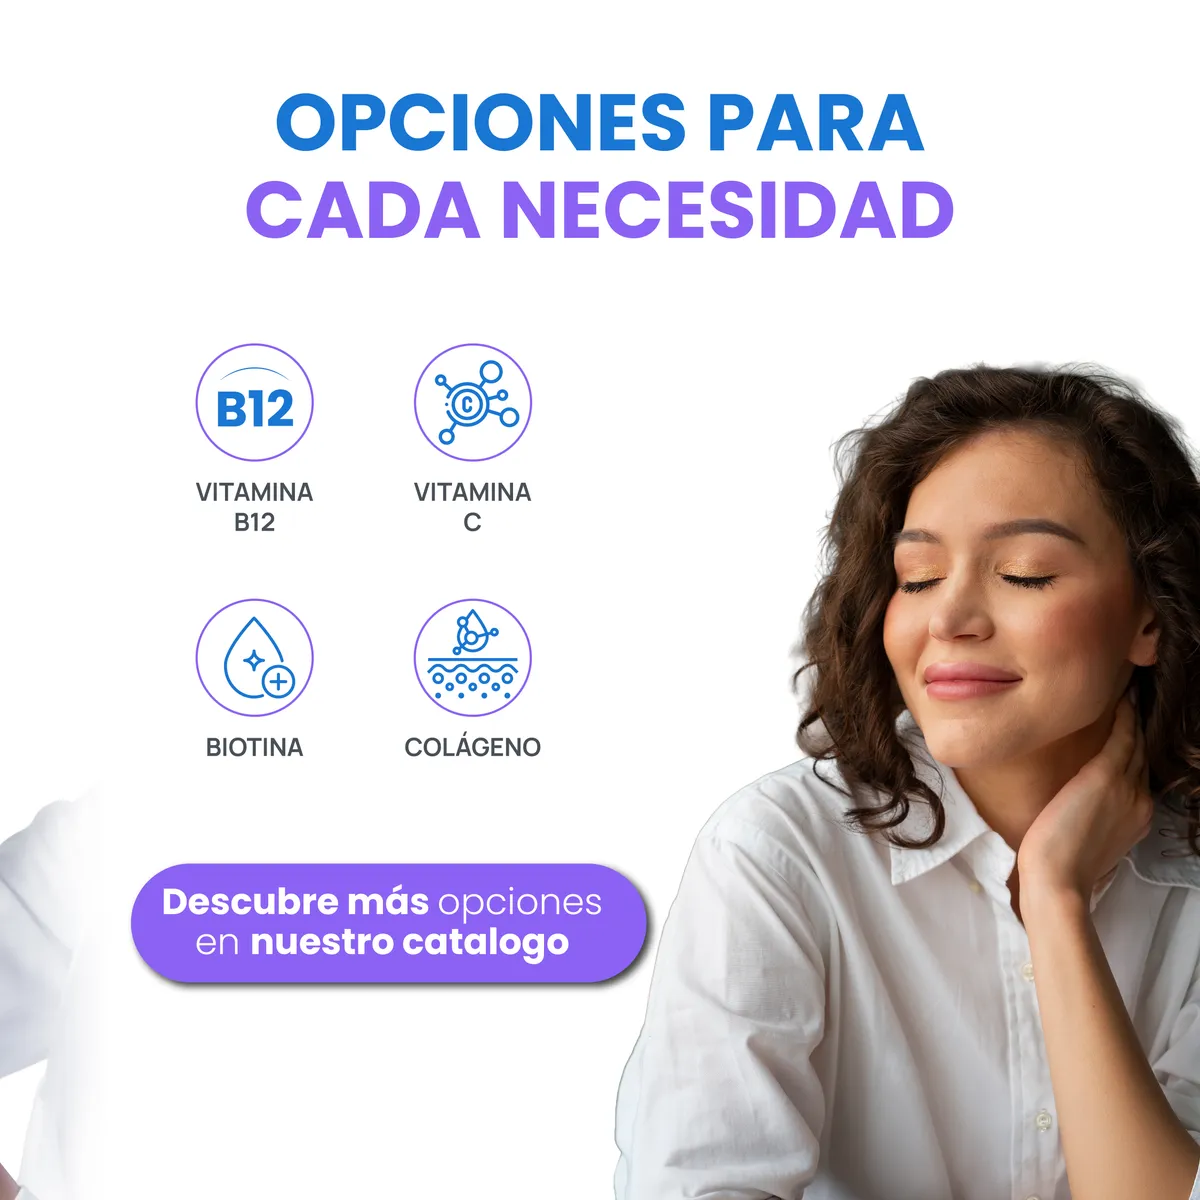 OPCIONES PARA
CADA NECESIDAD
B12
C
VITAMINA
B12
VITAMINA
C
BIOTINA
COLÁGENO
Descubre más opciones
en nuestro catalogo